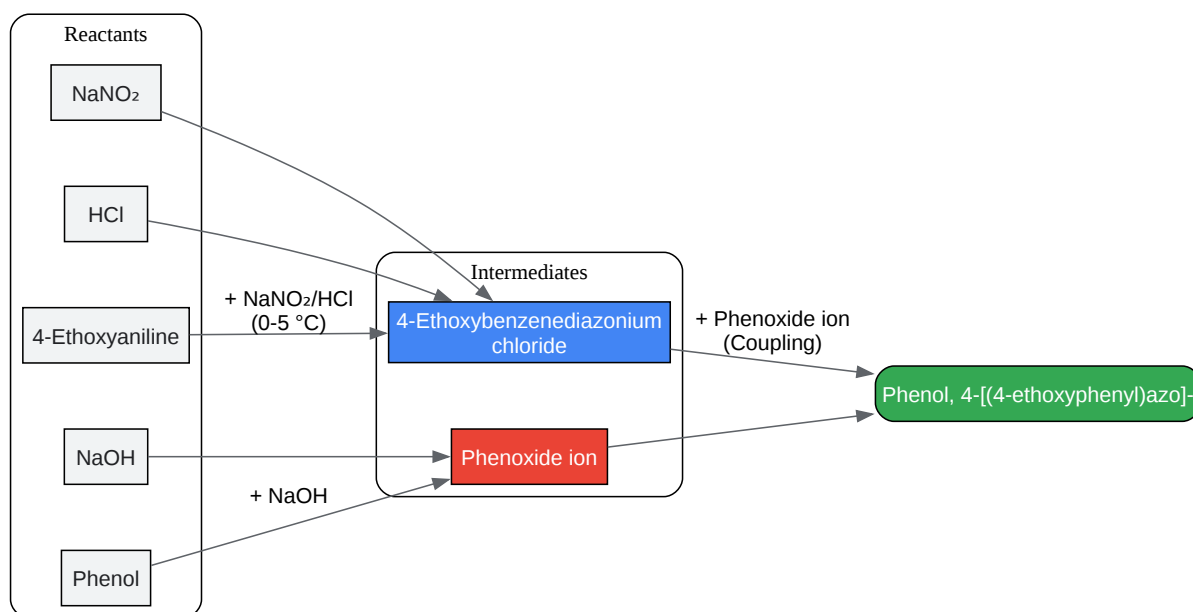 Reactants
NaNO₂
HCl
4-Ethoxyaniline
NaOH
Phenol
+ NaNO₂/HCl
(0-5 °C)
+ NaOH
Intermediates
4-Ethoxybenzenediazonium
chloride
Phenoxide ion
+ Phenoxide ion
(Coupling)
Phenol, 4-[(4-ethoxyphenyl)azo]-